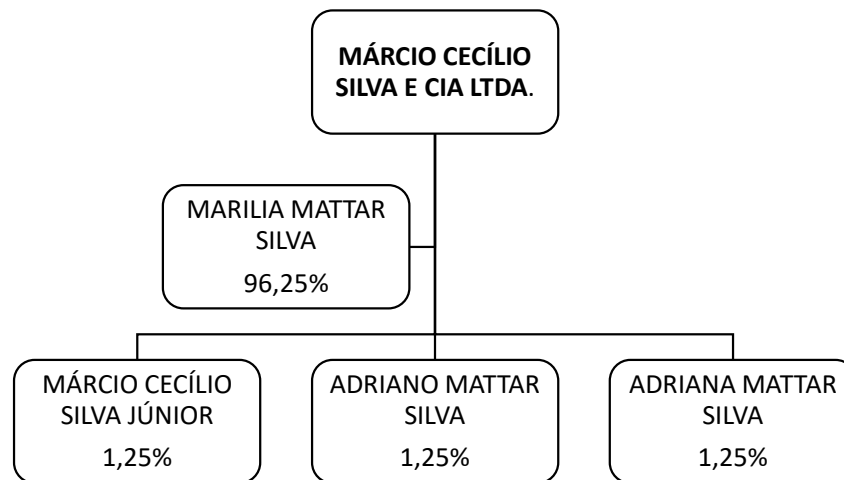 MÁRCIO CECÍLIO
SILVA E CIA LTDA.
MARILIA MATTAR
SILVA
96,25%
MÁRCIO CECÍLIO
SILVA JÚNIOR
1,25%
ADRIANO MATTAR
SILVA
1,25%
ADRIANA MATTAR
SILVA
1,25%